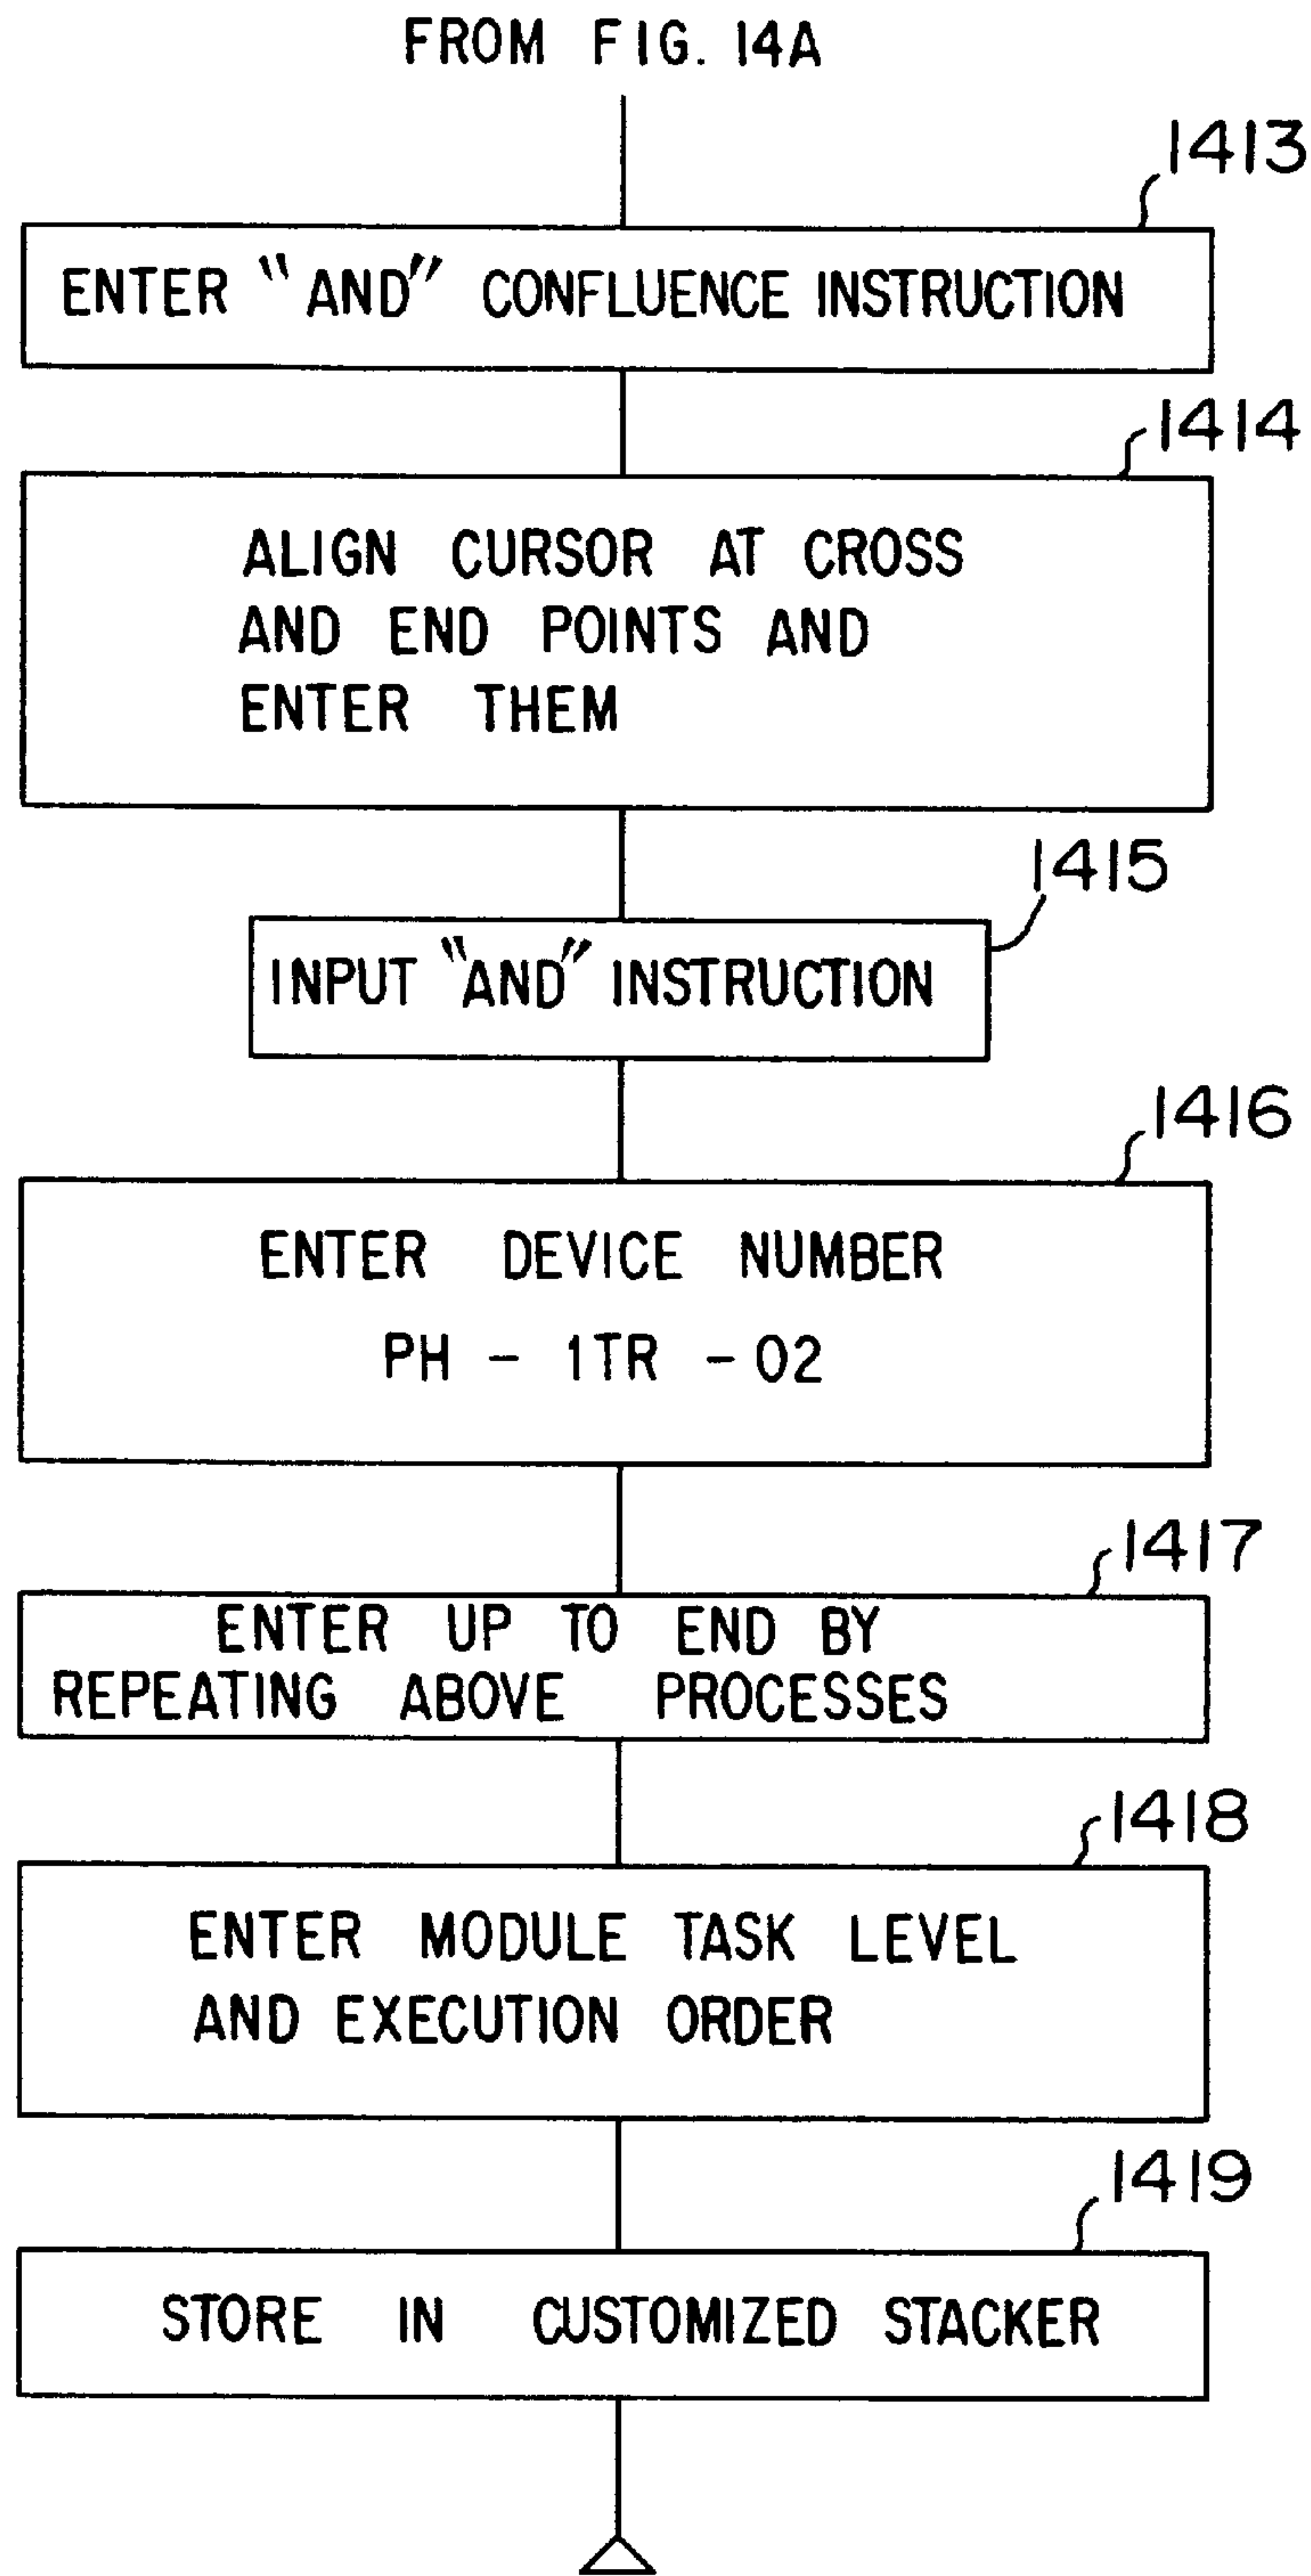 FROM FIG. 14A
1413
ENTER "AND" CONFLUENCE INSTRUCTION
1414
ALIGN CURSOR AT CROSS
AND END POINTS AND
ENTER THEM
1415
INPUT "AND" INSTRUCTION
1416
ENTER DEVICE NUMBER
PH - 1TR - 02
1417
ENTER UP TO END BY
REPEATING ABOVE PROCESSES
1418
ENTER MODULE TASK LEVEL
AND EXECUTION ORDER
1419
STORE IN CUSTOMIZED STACKER